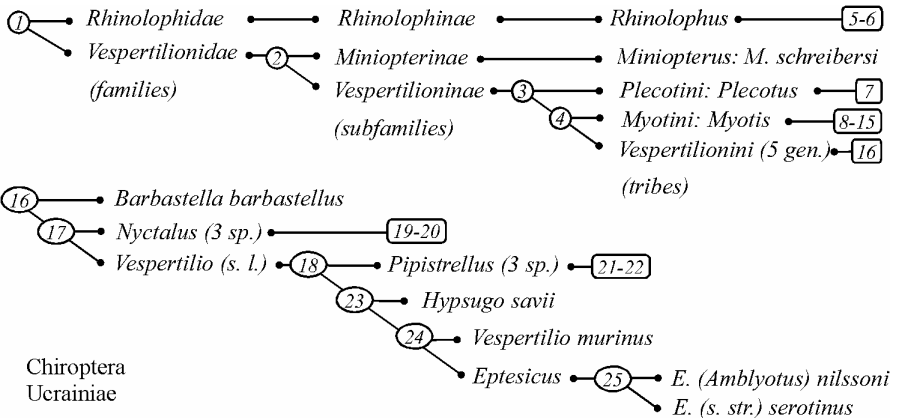 1 Rhinolophidae Rhinolophinae Rhinolophus 5-6
Vespertilionidae 2 Miniopterinae Miniopterus: M. schreibersi
(families) Vespertilioninae 3 Plecotini: Plecotus 7
(subfamilies) 4 Myotini: Myotis 8-15
Vespertilionini (5 gen.) 16
(tribes)
16 Barbastella barbastellus
17 Nyctalus (3 sp.) 19-20
Vespertilio (s. l.) 18 Pipistrellus (3 sp.) 21-22
23 Hypsugo savii
24 Vespertilio murinus
Chiroptera Eptesicus 25 E. (Amblyotus) nilssoni
Ucrainiae E. (s. str.) serotinus